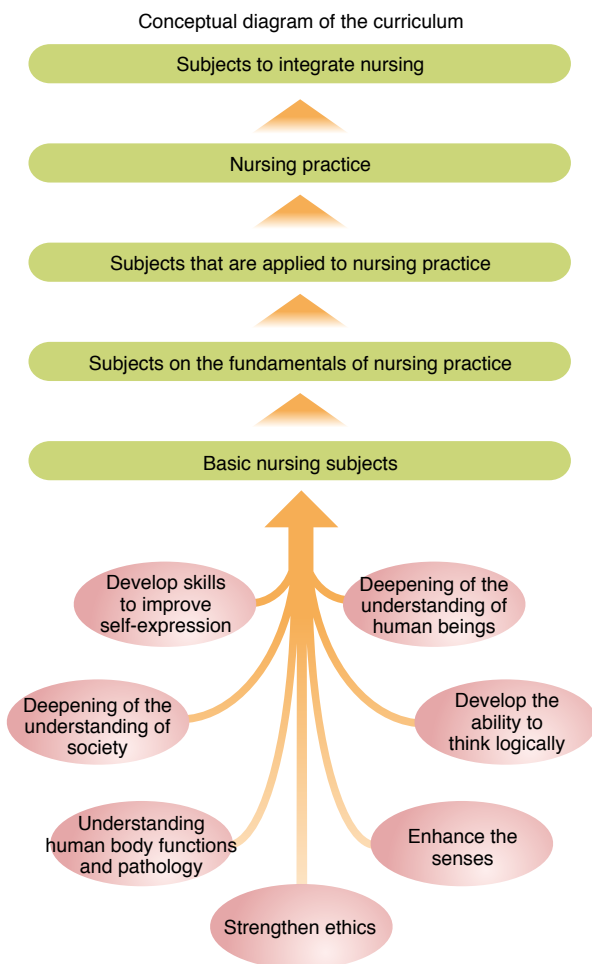 Conceptual diagram of the curriculum
Subjects to integrate nursing
Nursing practice
Subjects that are applied to nursing practice
Subjects on the fundamentals of nursing practice
Basic nursing subjects
Develop skills
to improve
self-expression
Deepening of the
understanding of
human beings
Deepening of the
understanding of
society
Develop the
ability to
think logically
Understanding
human body functions
and pathology
Enhance the
senses
Strengthen ethics